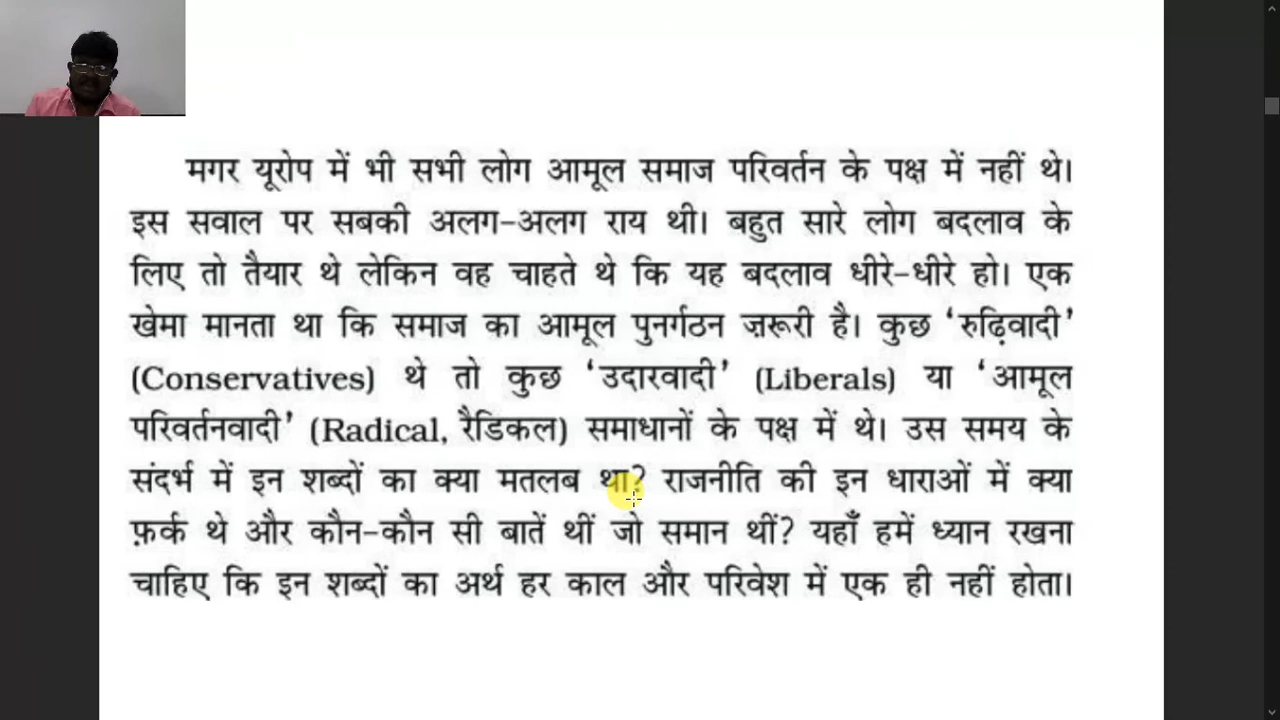 मगर यूरोप में भी सभी लोग आमूल समाज परिवर्तन के पक्ष में नहीं थे।
इस सवाल पर सबकी अलग-अलग राय थी। बहुत सारे लोग बदलाव के
लिए तो तैयार थे लेकिन वह चाहते थे कि यह बदलाव धीरे-धीरे हो। एक
खेमा मानता था कि समाज का आमूल पुनर्गठन ज़रूरी है। कुछ ‘रुढ़िवादी’
(Conservatives) थे तो कुछ ‘उदारवादी’ (Liberals) या ‘आमूल
परिवर्तनवादी’ (Radical, रैडिकल) समाधानों के पक्ष में थे। उस समय के
संदर्भ में इन शब्दों का क्या मतलब था? राजनीति की इन धाराओं में क्या
फ़र्क थे और कौन-कौन सी बातें थीं जो समान थीं? यहाँ हमें ध्यान रखना
चाहिए कि इन शब्दों का अर्थ हर काल और परिवेश में एक ही नहीं होता।